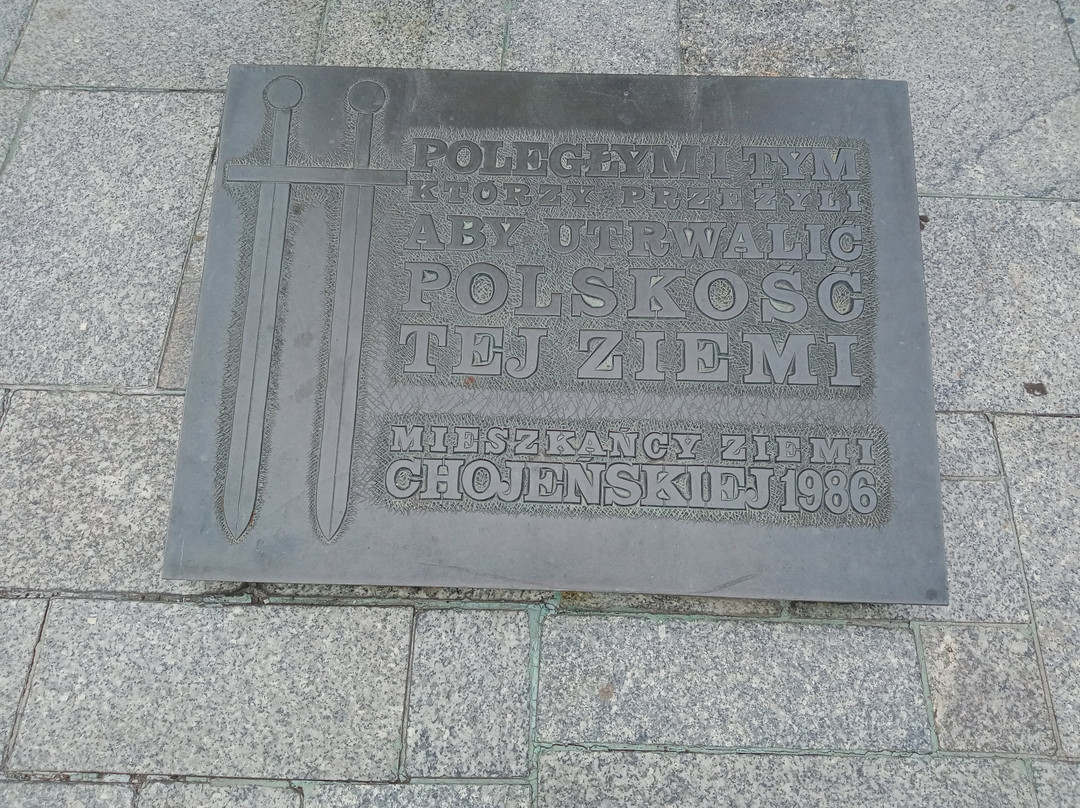 POLEGŁYM I TYM
KTÓRZY PRZEŻYLI
ABY UTRWALIĆ
POLSKOŚĆ
TEJ ZIEMI
MIESZKAŃCY ZIEMI
CHOJEŃSKIEJ 1986